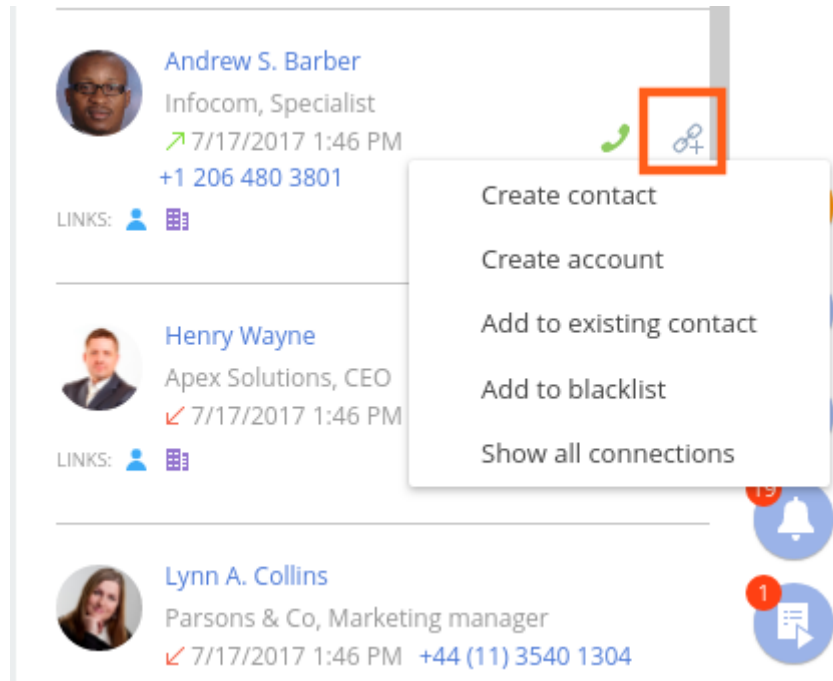 Andrew S. Barber
Infocom, Specialist
7/17/2017 1:46 PM
+1 206 480 3801
LINKS:
Create contact
Create account
Add to existing contact
Add to blacklist
Show all connections
Henry Wayne
Apex Solutions, CEO
7/17/2017 1:46 PM
LINKS:
19
Lynn A. Collins
Parsons & Co, Marketing manager
7/17/2017 1:46 PM +44 (11) 3540 1304
1